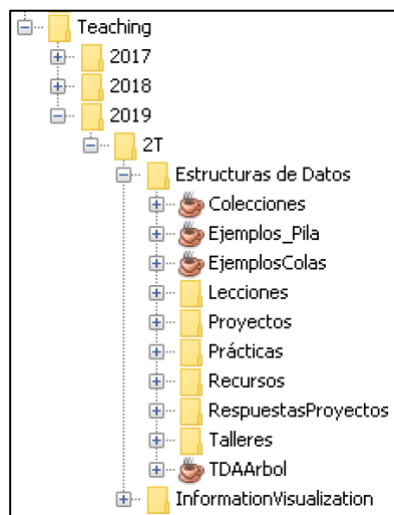 Teaching
2017
2018
2019
2T
Estructuras de Datos
Colecciones
Ejemplos_Pila
EjemplosColas
Lecciones
Proyectos
Prácticas
Recursos
RespuestasProyectos
Talleres
TDAArbol
InformationVisualization